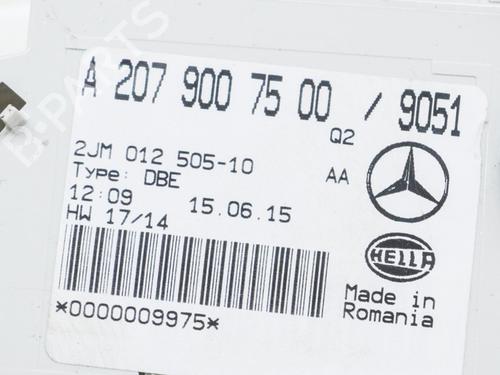 A 207 900 75 00 / 9051
Q2
2JM 012 505-10
AA
Type: DBE
12:09 15.06.15
HW 17/14
HELLA
Made in
Romania
*0000009975*
B-PARTS